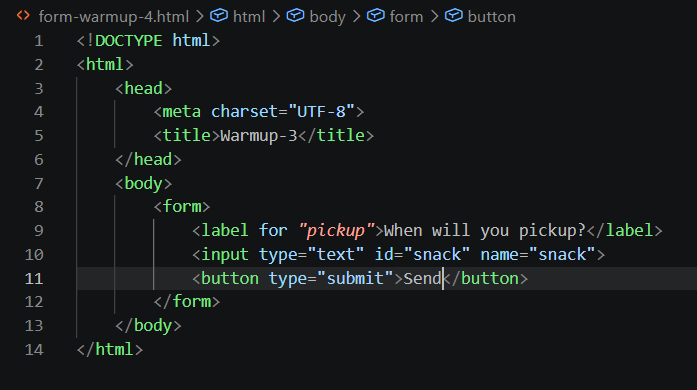 form-warmup-4.html > html > body > form > button
1 <!DOCTYPE html>
2 <html>
3 <head>
4 <meta charset="UTF-8">
5 <title>Warmup-3</title>
6 </head>
7 <body>
8 <form>
9 <label for "pickup">When will you pickup?</label>
10 <input type="text" id="snack" name="snack">
11 <button type="submit">Send</button>
12 </form>
13 </body>
14 </html>